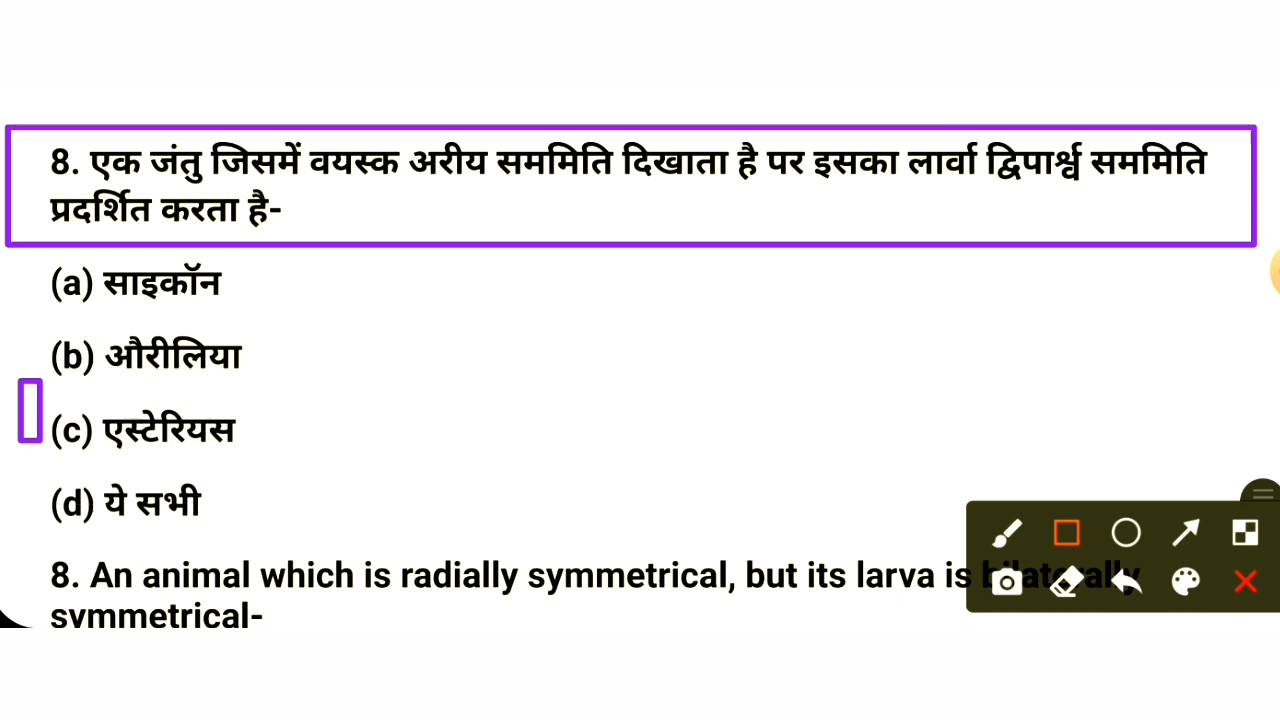 8. एक जंतु जिसमें वयस्क अरीय सममिति दिखाता है पर इसका लार्वा द्विपार्श्व सममिति
प्रदर्शित करता है-
(a) साइकॉन
(b) औरीलिया
(c) एस्टेरियस
(d) ये सभी
8. An animal which is radially symmetrical, but its larva is bilaterally
symmetrical-